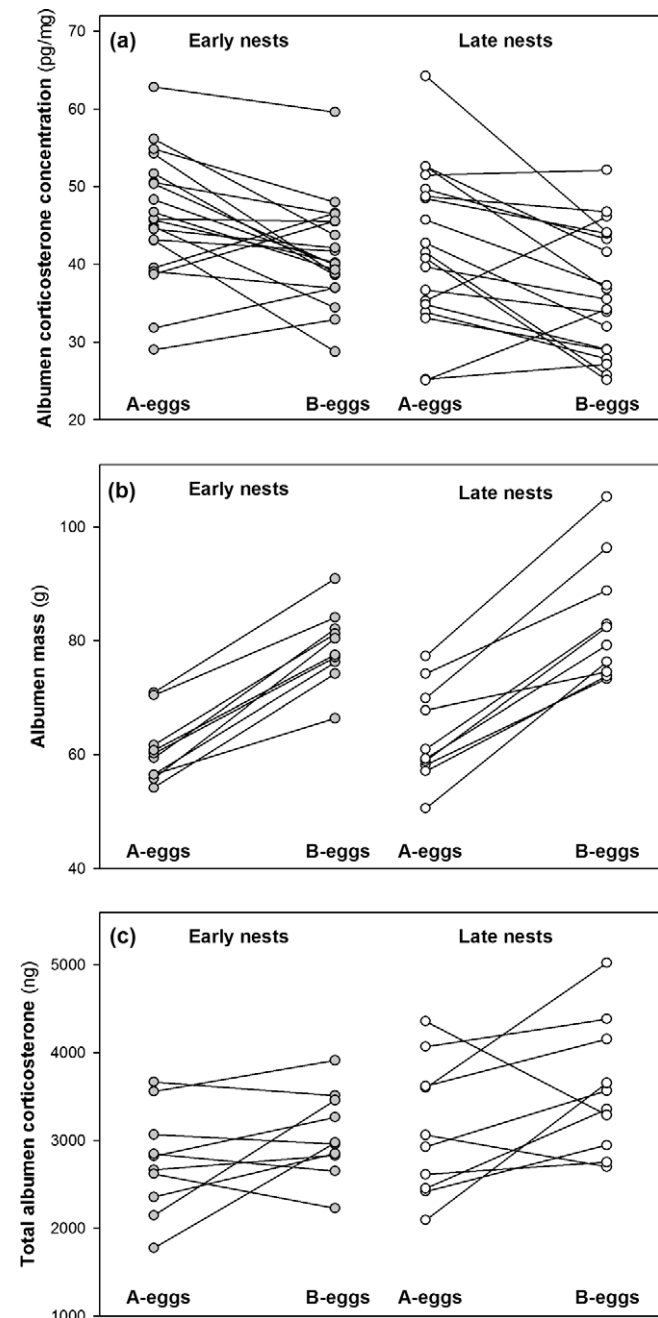 (a)
Early nests
Late nests
Albumen corticosterone concentration (pg/mg)
70
60
50
40
30
20
A-eggs
B-eggs
A-eggs
B-eggs
(b)
Early nests
Late nests
Albumen mass (g)
100
80
60
40
A-eggs
B-eggs
A-eggs
B-eggs
(c)
Early nests
Late nests
Total albumen corticosterone (ng)
5000
4000
3000
2000
1000
A-eggs
B-eggs
A-eggs
B-eggs